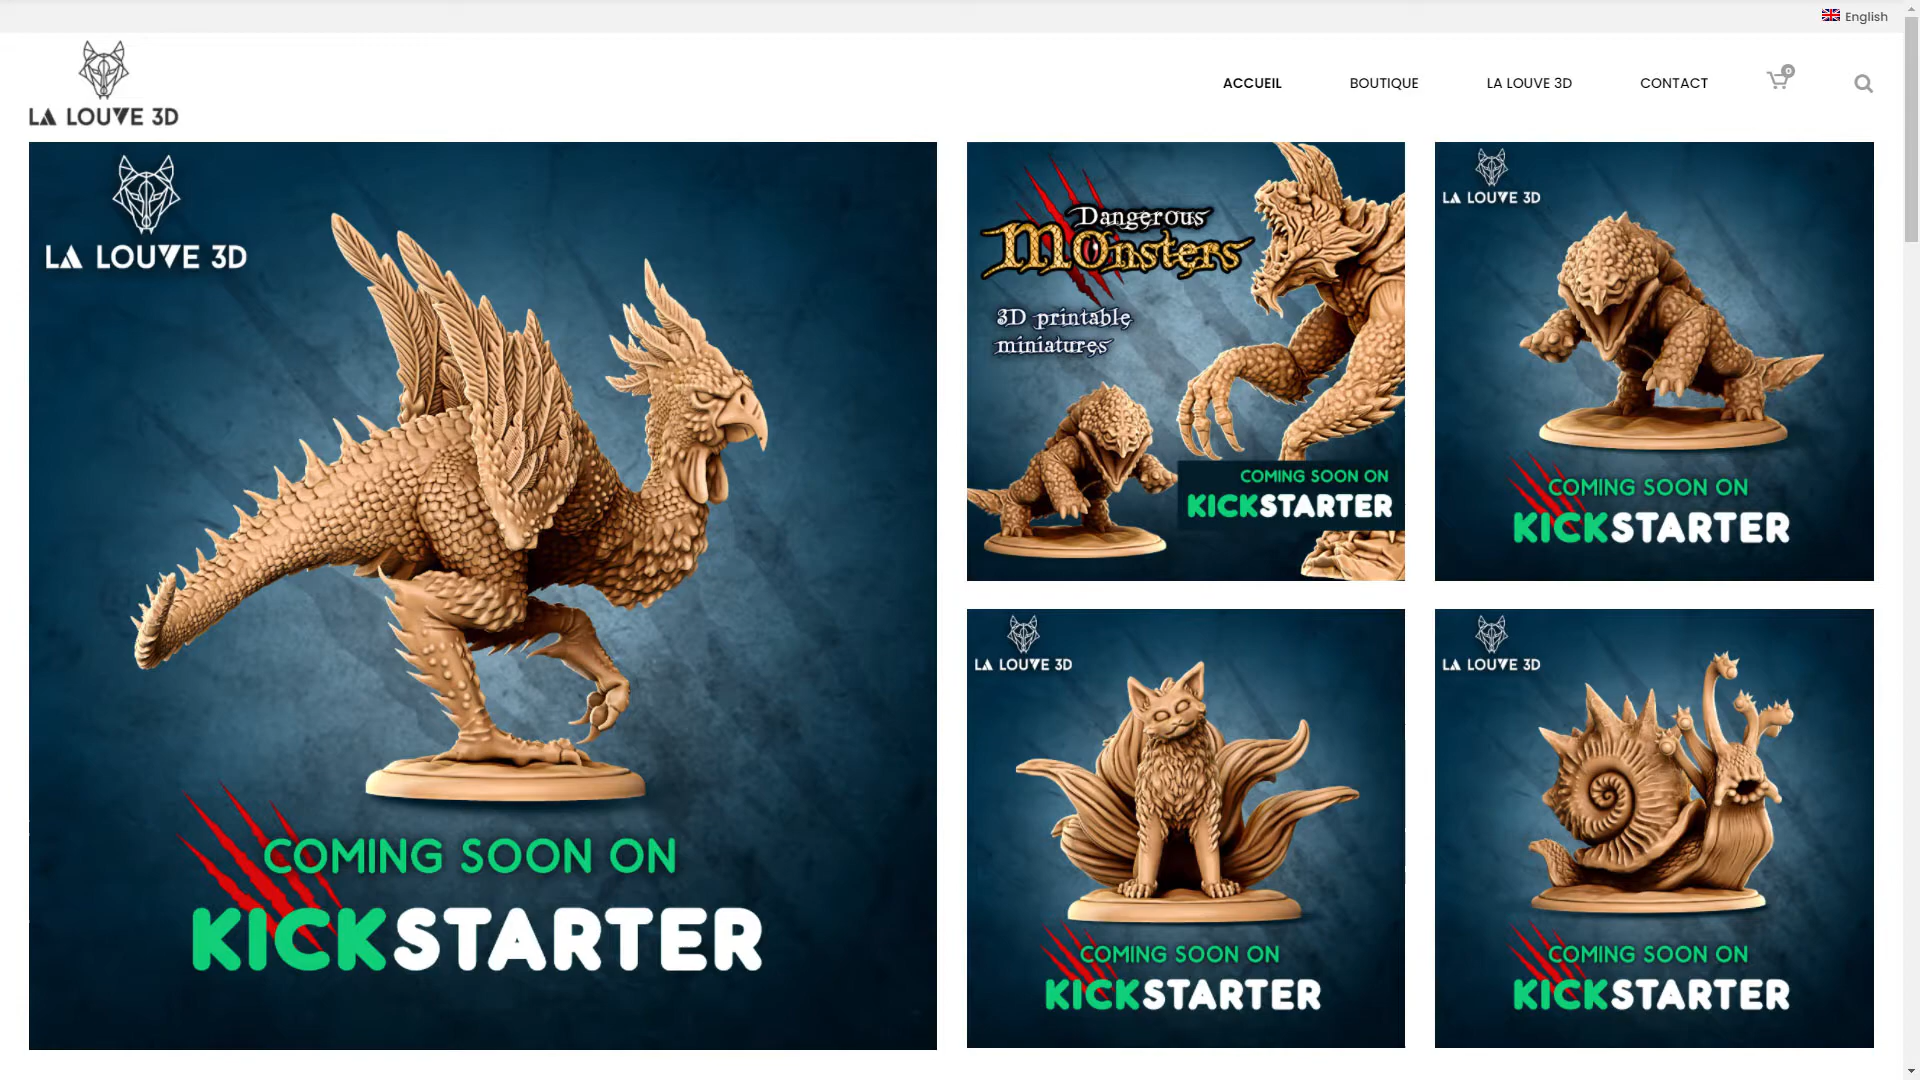 English
LA LOUVE 3D
ACCUEIL
BOUTIQUE
LA LOUVE 3D
CONTACT
0
LA LOUVE 3D
COMING SOON ON
KICKSTARTER
Dangerous
Monsters
3D printable
miniatures
COMING SOON ON
KICKSTARTER
LA LOUVE 3D
COMING SOON ON
KICKSTARTER
LA LOUVE 3D
COMING SOON ON
KICKSTARTER
LA LOUVE 3D
COMING SOON ON
KICKSTARTER